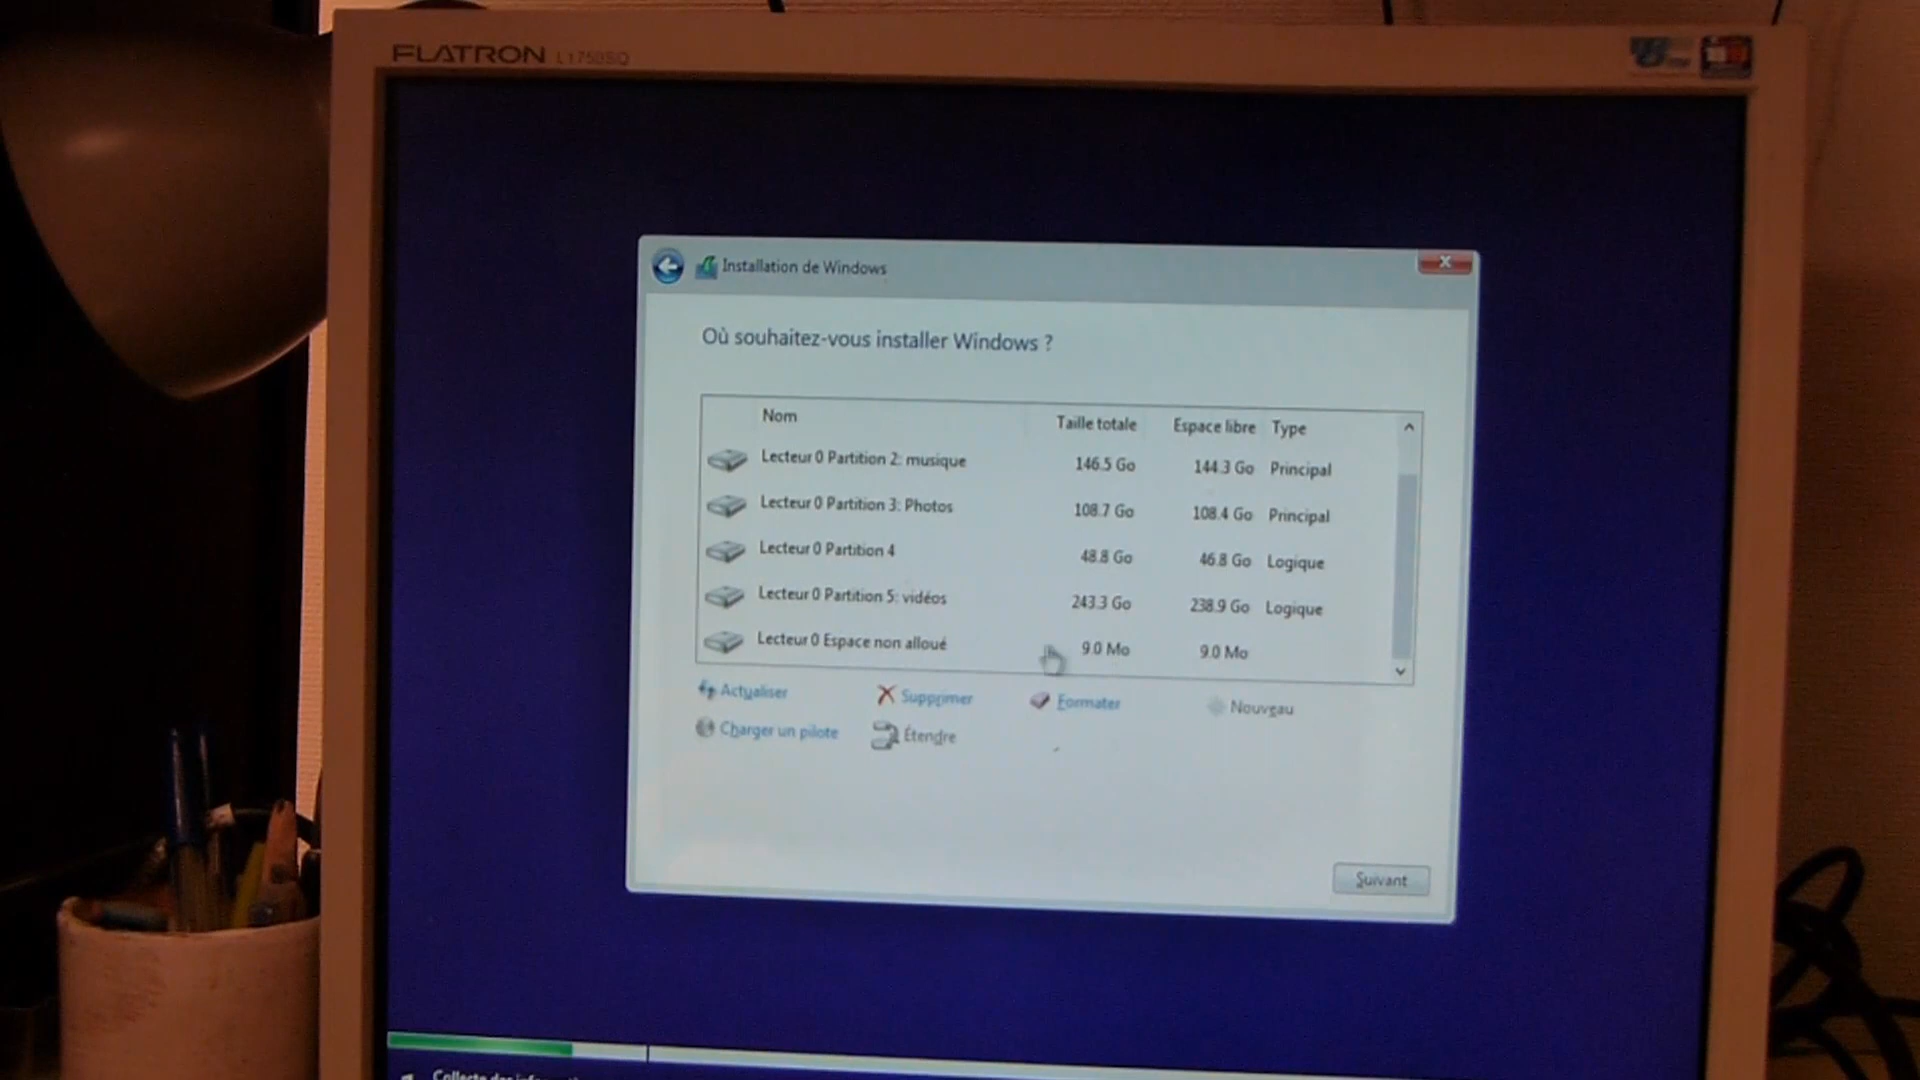 FLATRON L1750SQ
Installation de Windows
Où souhaitez-vous installer Windows ?
Nom Taille totale Espace libre Type
Lecteur 0 Partition 2: musique 146.5 Go 144.3 Go Principal
Lecteur 0 Partition 3: Photos 108.7 Go 108.4 Go Principal
Lecteur 0 Partition 4 48.8 Go 46.8 Go Logique
Lecteur 0 Partition 5: vidéos 243.3 Go 238.9 Go Logique
Lecteur 0 Espace non alloué 9.0 Mo 9.0 Mo
Actualiser Supprimer Formater Nouveau
Charger un pilote Étendre
Suivant
Collecte des